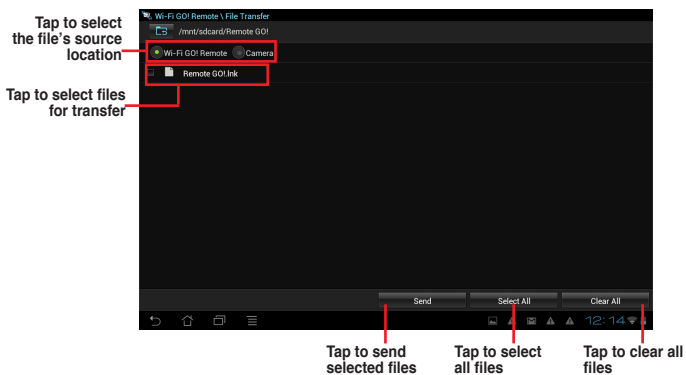 Tap to select
the file's source
location
Wi-Fi GO! Remote \ File Transfer
/mnt/sdcard/Remote GO!
Wi-Fi GO! Remote Camera
Remote GO!.lnk
Tap to select files
for transfer
Send Select All Clear All
12:14
Tap to send
selected files
Tap to select
all files
Tap to clear all
files